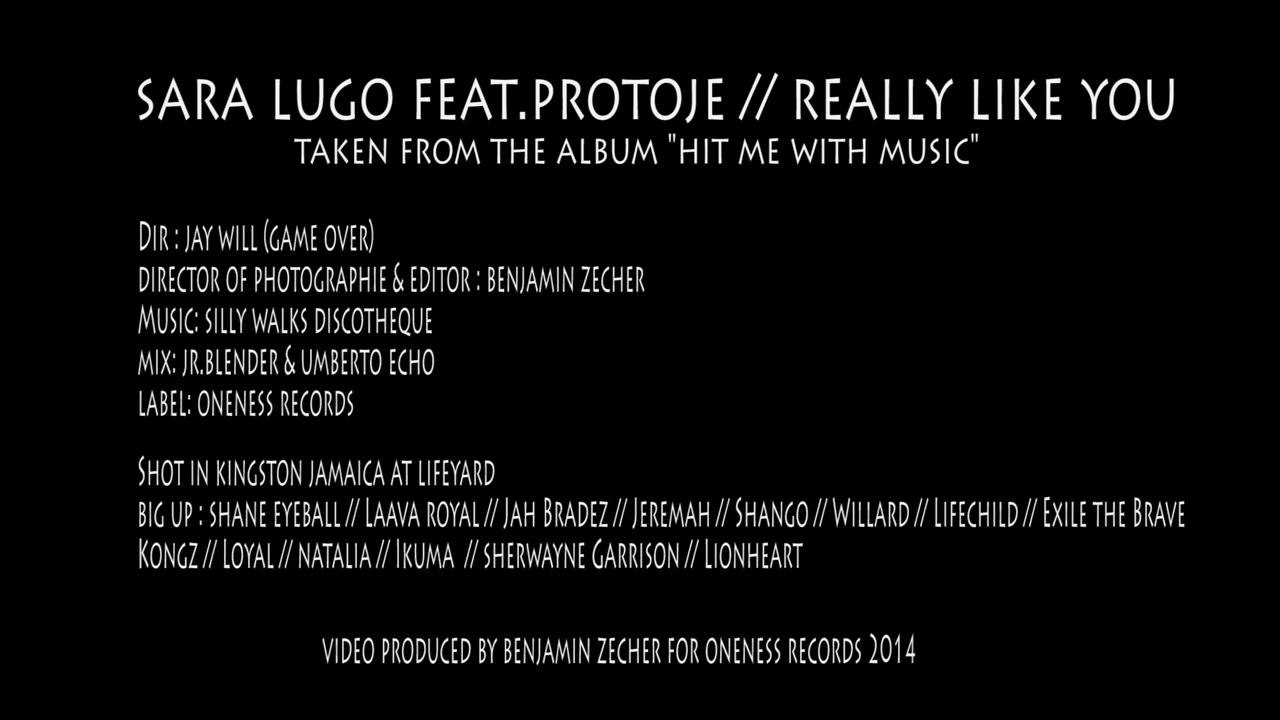 SARA LUGO FEAT.PROTOJE // REALLY LIKE YOU
TAKEN FROM THE ALBUM "HIT ME WITH MUSIC"
DIR : JAY WILL (GAME OVER)
DIRECTOR OF PHOTOGRAPHIE & EDITOR : BENJAMIN ZECHER
MUSIC: SILLY WALKS DISCOTHEQUE
MIX: JR.BLENDER & UMBERTO ECHO
LABEL: ONENESS RECORDS
SHOT IN KINGSTON JAMAICA AT LIFEYARD
BIG UP : SHANE EYEBALL // LAAVA ROYAL // JAH BRADEZ // JEREMAH // SHANGO // WILLARD // LIFECHILD // EXILE THE BRAVE
KONGZ // LOYAL // NATALIA // IKUMA // SHERWAYNE GARRISON // LIONHEART
VIDEO PRODUCED BY BENJAMIN ZECHER FOR ONENESS RECORDS 2014